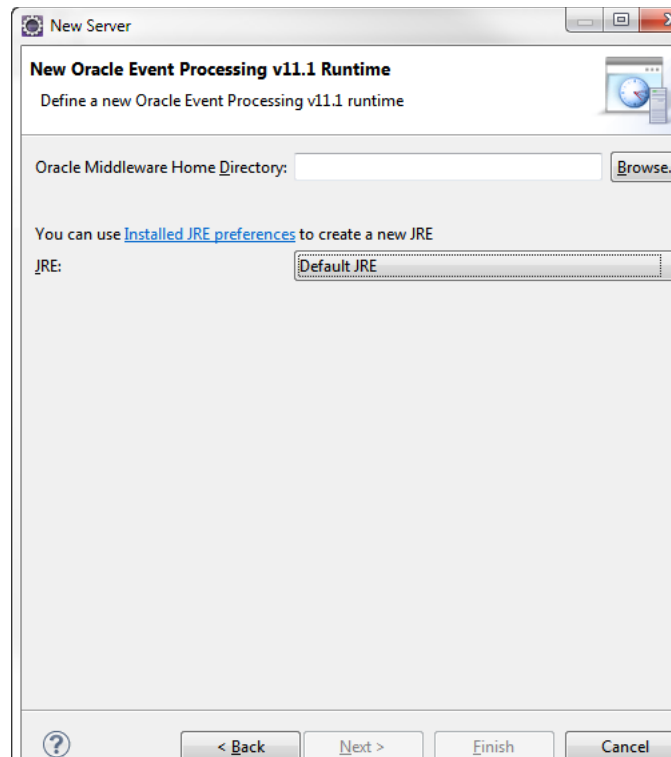 New Server
New Oracle Event Processing v11.1 Runtime
Define a new Oracle Event Processing v11.1 runtime
Oracle Middleware Home Directory: Browse.
You can use Installed JRE preferences to create a new JRE
JRE: Default JRE
? < Back Next > Finish Cancel